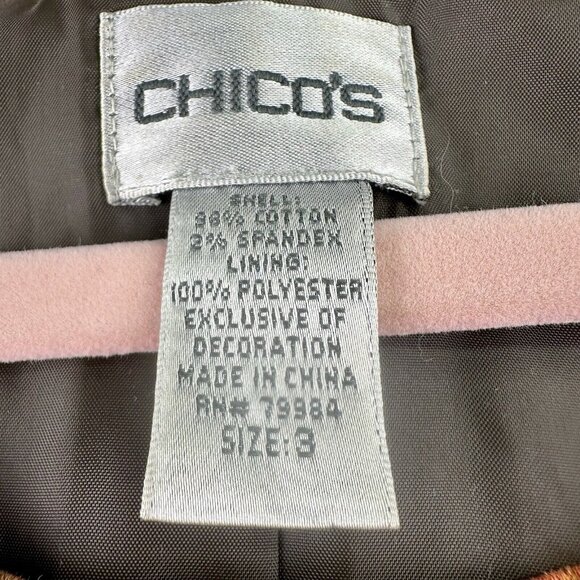 CHICO'S
SHELL:
98% COTTON
2% SPANDEX
LINING:
100% POLYESTER
EXCLUSIVE OF
DECORATION
MADE IN CHINA
RN# 79984
SIZE: 3